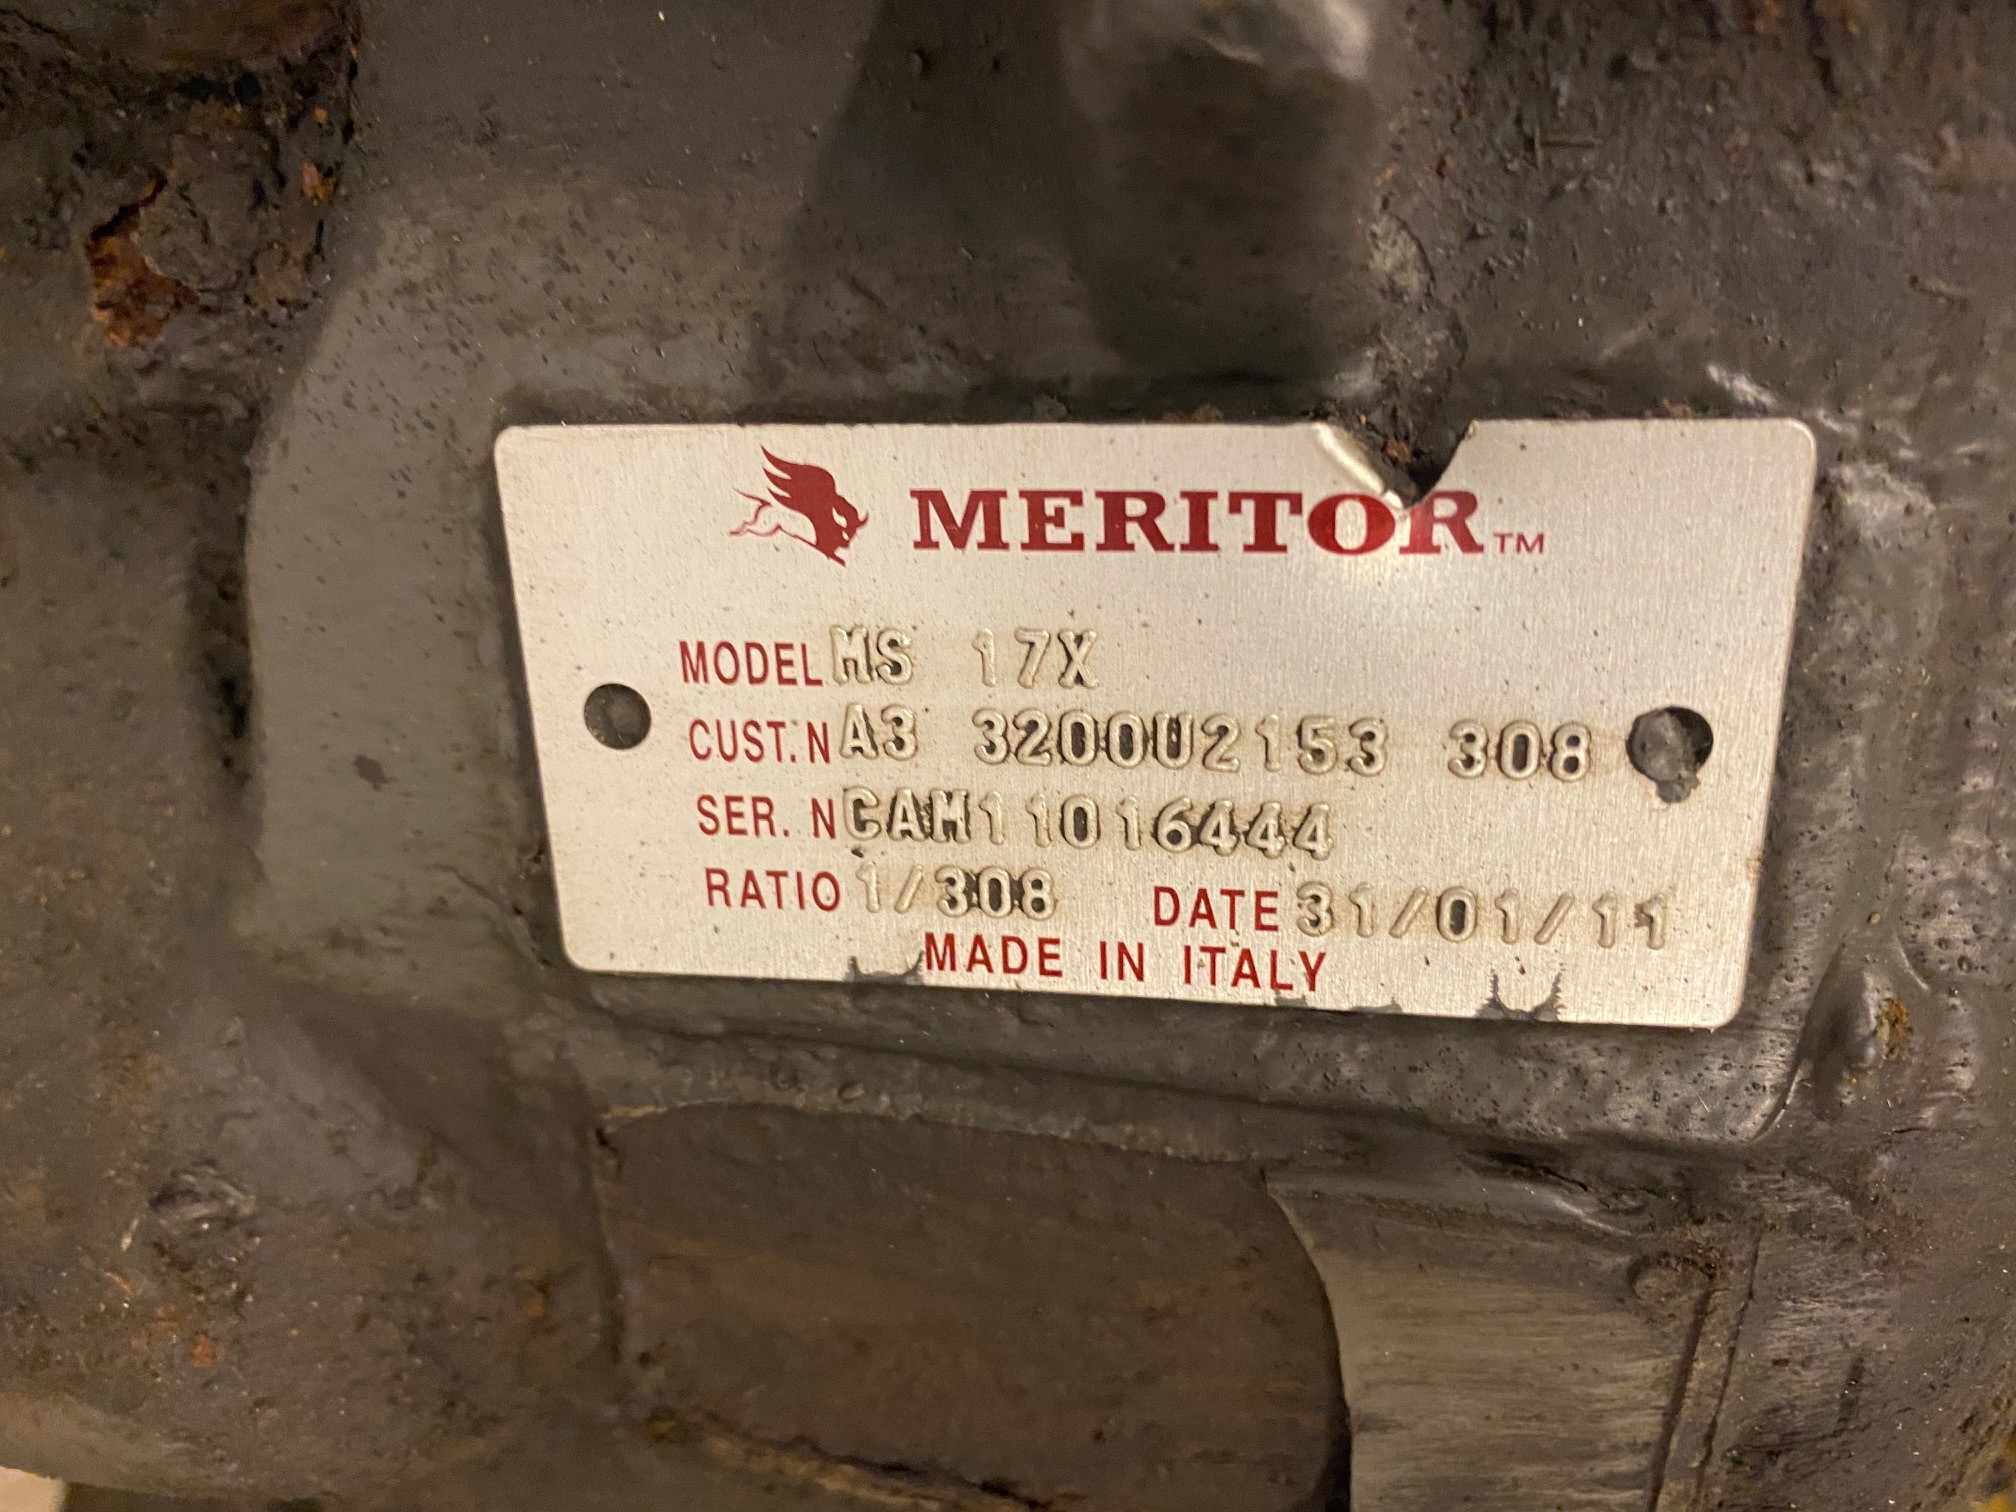 MERITOR™
MODEL MS 17X
CUST.N A3 3200U2153 308
SER. N CAM11016444
RATIO 1/308 DATE 31/01/11
MADE IN ITALY